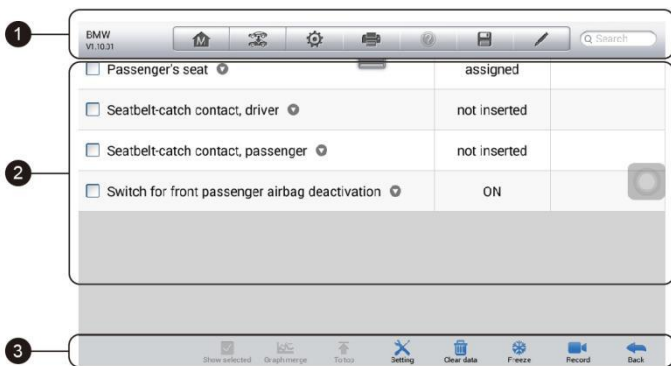 1
BMW
V1.10.01
M
Search
Passenger's seat
assigned
Seatbelt-catch contact, driver
not inserted
2
Seatbelt-catch contact, passenger
not inserted
Switch for front passenger airbag deactivation
ON
3
Show selected
Graph merge
To top
Setting
Clear data
Freeze
Record
Back